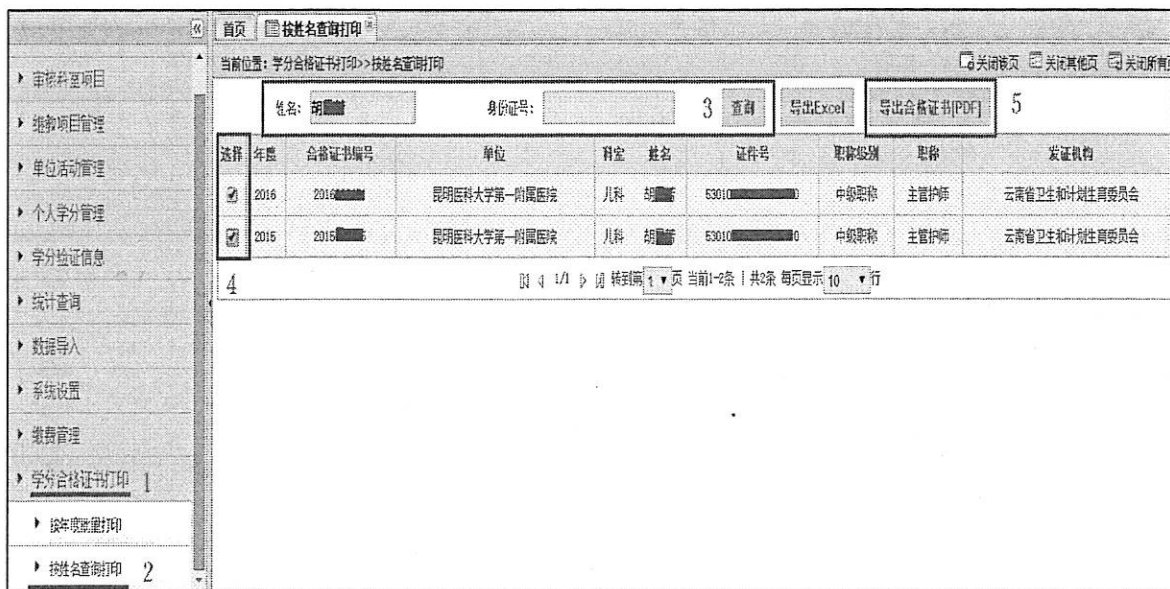 首页 按姓名查询打印
当前位置：学分合格证书打印>>按姓名查询打印 关闭该页 关闭其他页 关闭所有页
姓名： 胡 身份证号： 3 查询 导出Excel 导出合格证书[PDF] 5
选择 年度 合格证书编号 单位 科室 姓名 证件号 职称级别 职称 发证机构
2016 2016 昆明医科大学第一附属医院 儿科 胡 53010 0 中级职称 主管护师 云南省卫生和计划生育委员会
2015 2015 6 昆明医科大学第一附属医院 儿科 胡 53010 0 中级职称 主管护师 云南省卫生和计划生育委员会
4 1/1 转到第 1 页 当前1-2条 | 共2条 每页显示 10 行
审核科室项目
继教项目管理
单位活动管理
个人学分管理
学分验证信息
统计查询
数据导入
系统设置
缴费管理
学分合格证书打印 1
按年度批量打印
按姓名查询打印 2